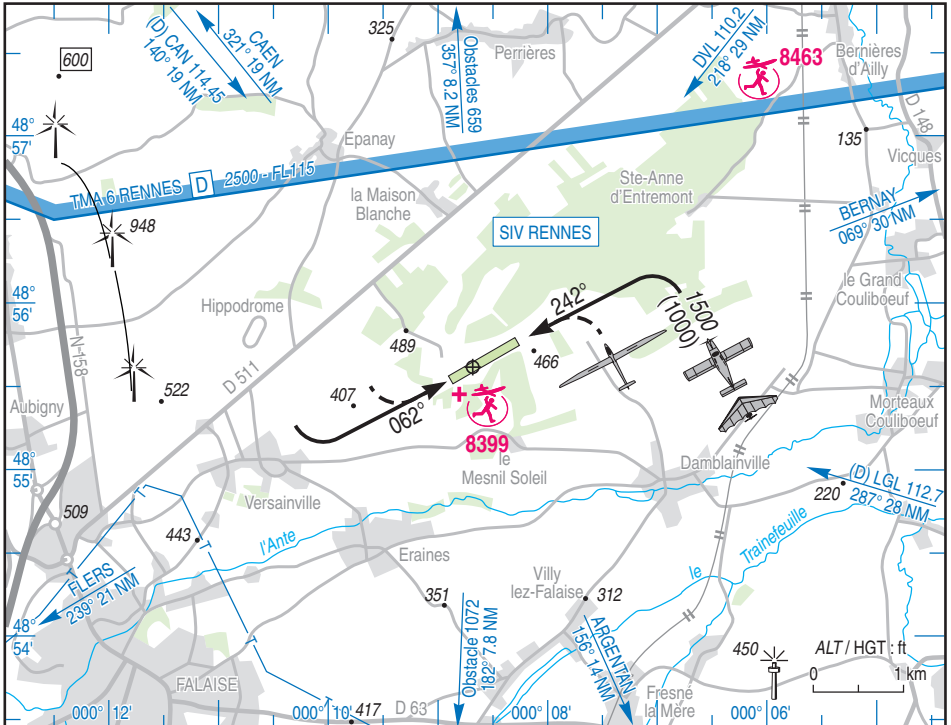 600
325
Perrières
(D) CAN 114.45
140° 19 NM
CAEN
321° 19 NM
Obstacles 659
357° 8.2 NM
DVL 110.2
218° 29 NM
8463
Bernières
d'Ailly
D 148
135
Vicques
48°
57'
Epanay
TMA 6 RENNES D 2500 - FL115
la Maison
Blanche
Ste-Anne
d'Entremont
BERNAY
069° 30 NM
948
SIV RENNES
le Grand
Couliboeuf
48°
56'
Hippodrome
242°
1500
(1000)
N 158
489
466
D 511
522
407
062°
Aubigny
8399
le
Mesnil Soleil
Morteaux
Couliboeuf
48°
55'
Damblainville
(D) LGL 112.7
287° 28 NM
220
Versainville
509
443
l'Ante
T
T
T
T
T
Eraines
Trainefeuille
le
FLERS
239° 21 NM
Villy
lez-Falaise
312
351
48°
54'
Obstacle 1072
182° 7.8 NM
ARGENTAN
156° 14 NM
450
ALT / HGT : ft
0 1 km
FALAISE
D 63
Fresné
la Mère
417
000° 12'
000° 10'
000° 08'
000° 06'